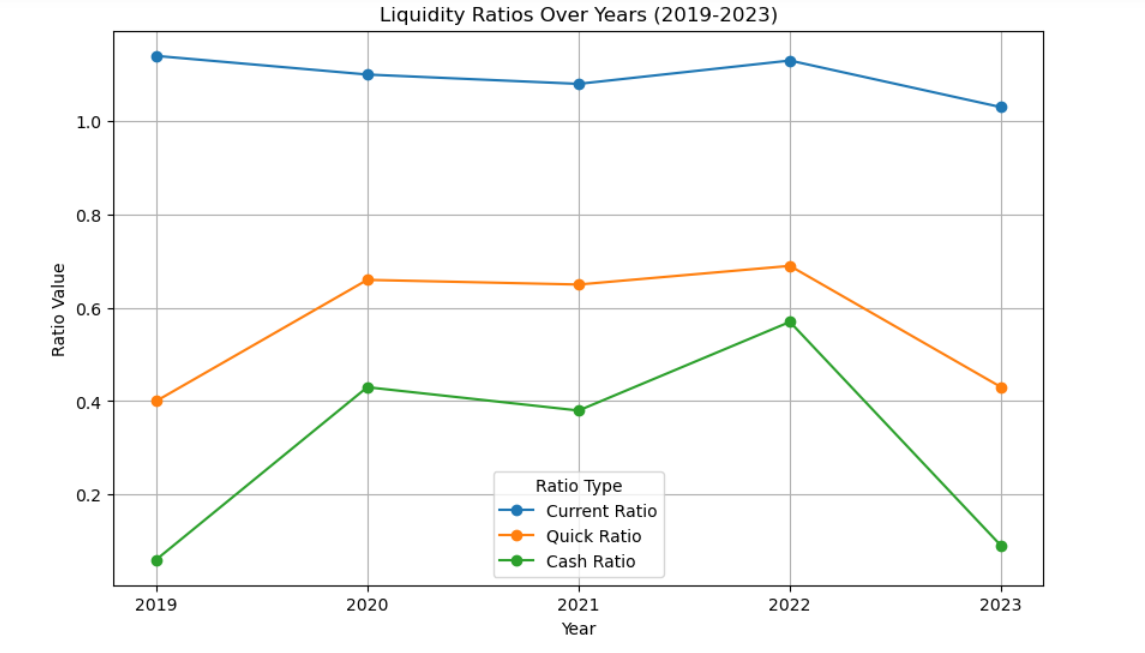 Liquidity Ratios Over Years (2019-2023)
Ratio Value
1.0
0.8
0.6
0.4
0.2
Ratio Type
Current Ratio
Quick Ratio
Cash Ratio
2019 2020 2021 2022 2023
Year